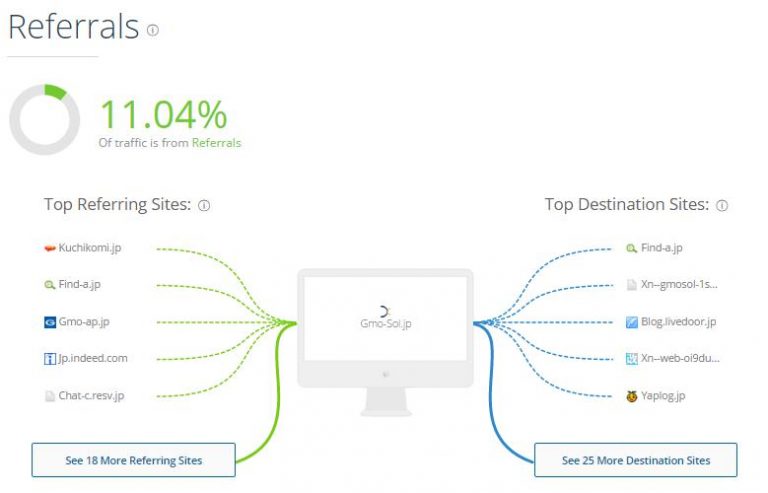 Referrals
11.04%
Of traffic is from Referrals
Top Referring Sites:
Kuchikomi.jp
Find-a.jp
Gmo-ap.jp
Jp.indeed.com
Chat-c.resv.jp
See 18 More Referring Sites
Gmo-Sol.jp
Top Destination Sites:
Find-a.jp
Xn--gmosol-1s...
Blog.livedoor.jp
Xn--web-oi9du...
Yaplog.jp
See 25 More Destination Sites